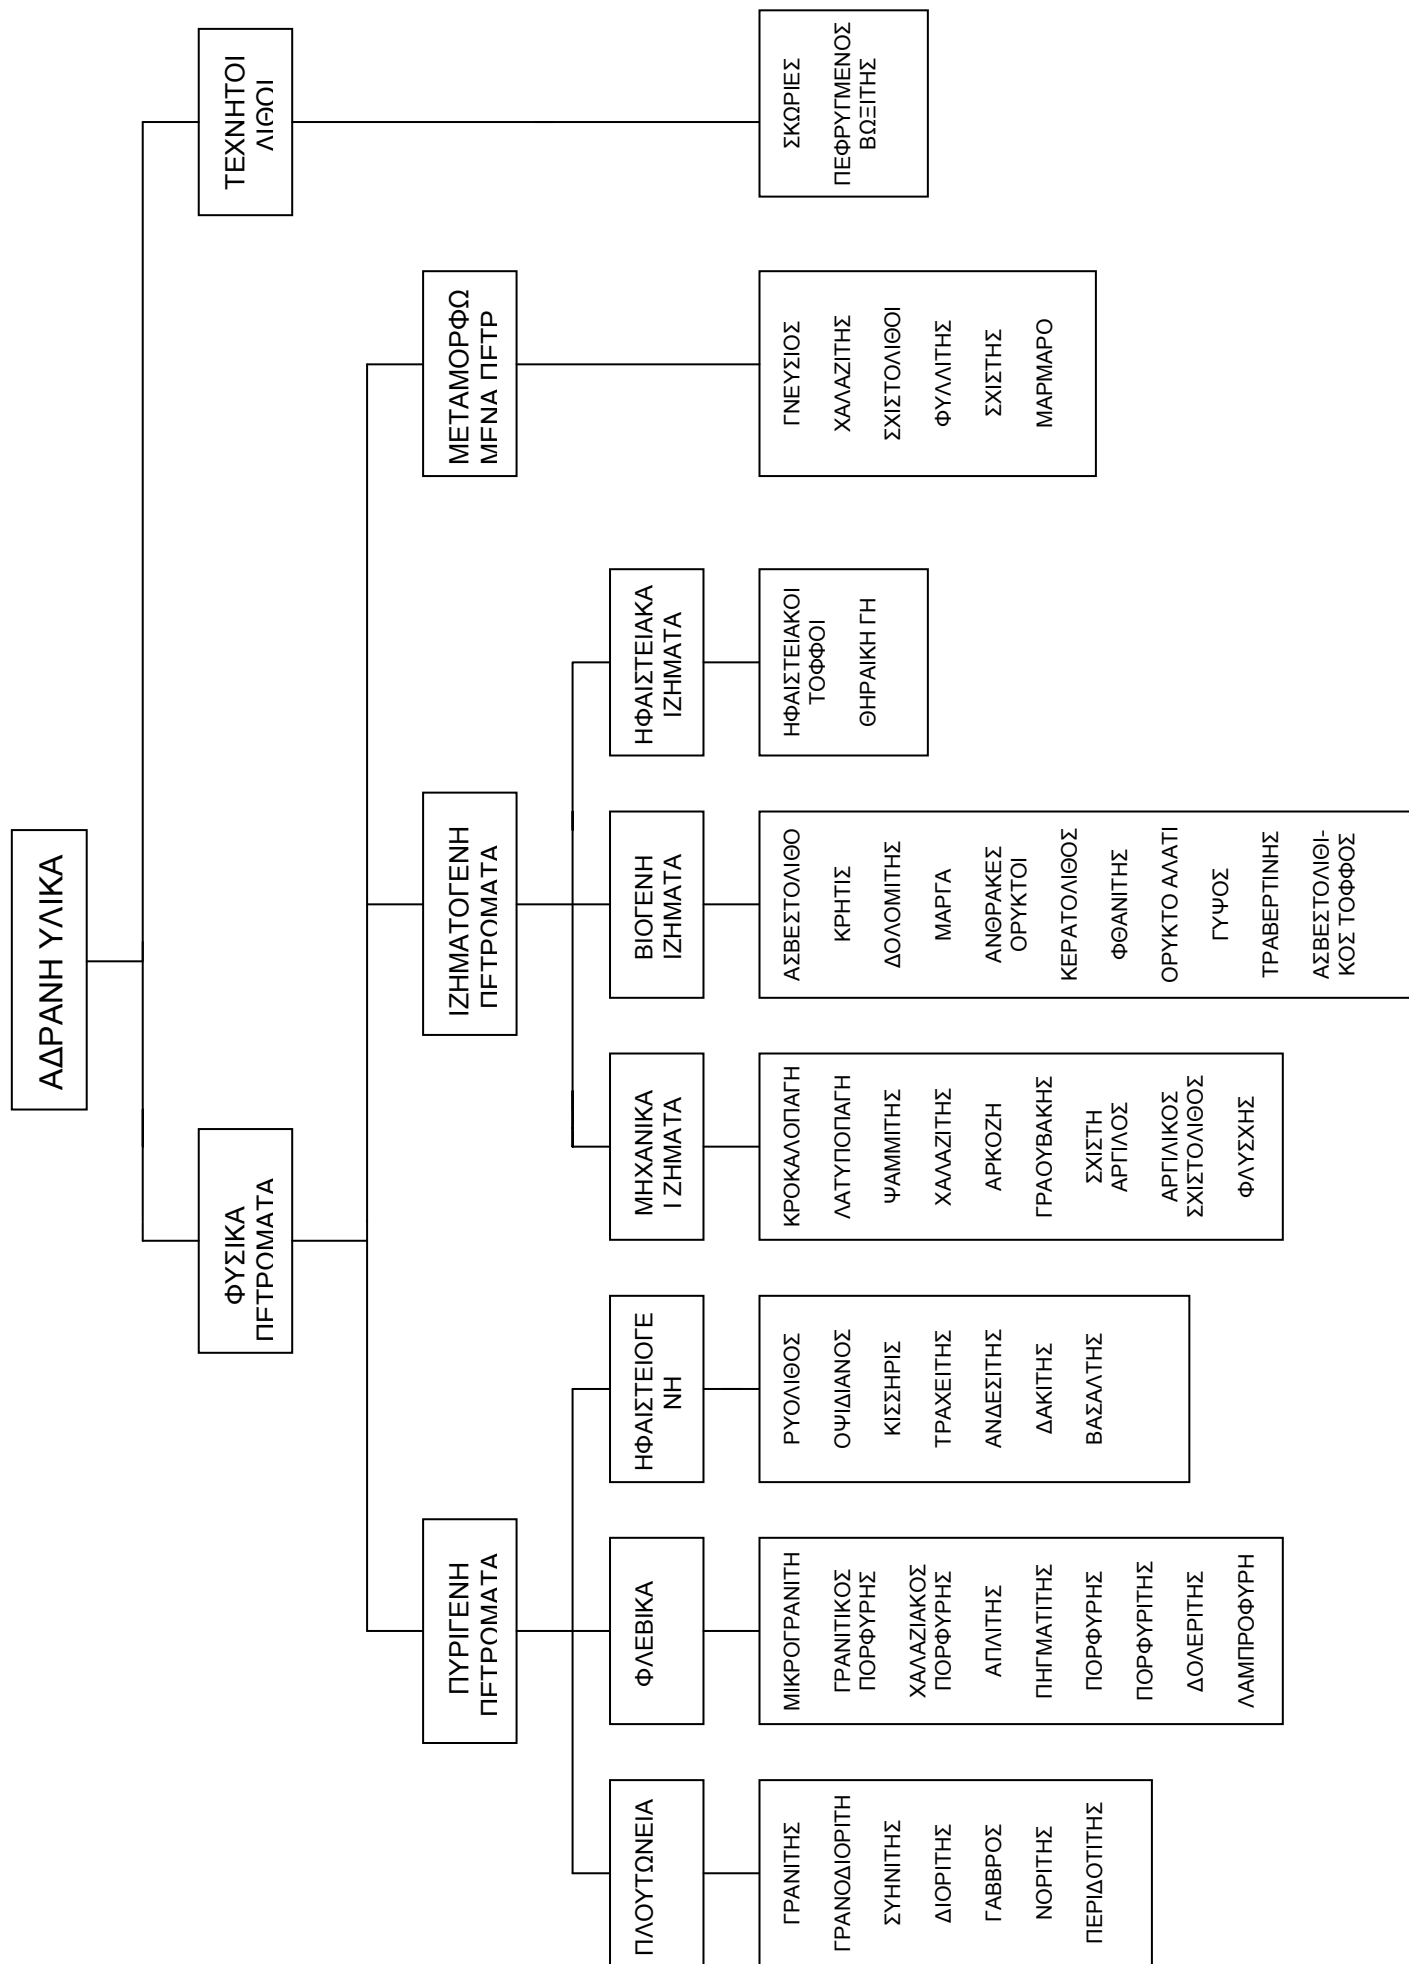 ΑΔΡΑΝΗ ΥΛΙΚΑ
ΦΥΣΙΚΑ
ΠΕΤΡΩΜΑΤΑ
ΤΕΧΝΗΤΟΙ
ΛΙΘΟΙ
ΠΥΡΙΓΕΝΗ
ΠΕΤΡΩΜΑΤΑ
ΙΖΗΜΑΤΟΓΕΝΗ
ΠΕΤΡΩΜΑΤΑ
ΜΕΤΑΜΟΡΦΩ
ΜΕΝΑ ΠΕΤΡ
ΠΛΟΥΤΩΝΕΙΑ
ΦΛΕΒΙΚΑ
ΗΦΑΙΣΤΕΙΟΓΕ
ΝΗ
ΜΗΧΑΝΙΚΑ
Ι ΖΗΜΑΤΑ
ΒΙΟΓΕΝΗ
ΙΖΗΜΑΤΑ
ΗΦΑΙΣΤΕΙΑΚΑ
ΙΖΗΜΑΤΑ
ΓΡΑΝΙΤΗΣ
ΓΡΑΝΟΔΙΟΡΙΤΗ
ΣΥΗΝΙΤΗΣ
ΔΙΟΡΙΤΗΣ
ΓΑΒΒΡΟΣ
ΝΟΡΙΤΗΣ
ΠΕΡΙΔΟΤΙΤΗΣ
ΜΙΚΡΟΓΡΑΝΙΤΗ
ΓΡΑΝΙΤΙΚΟΣ
ΠΟΡΦΥΡΗΣ
ΧΑΛΑΖΙΑΚΟΣ
ΠΟΡΦΥΡΗΣ
ΑΠΛΙΤΗΣ
ΠΗΓΜΑΤΙΤΗΣ
ΠΟΡΦΥΡΗΣ
ΠΟΡΦΥΡΙΤΗΣ
ΔΟΛΕΡΙΤΗΣ
ΛΑΜΠΡΟΦΥΡΗ
ΡΥΟΛΙΘΟΣ
ΟΨΙΔΙΑΝΟΣ
ΚΙΣΣΗΡΙΣ
ΤΡΑΧΕΙΤΗΣ
ΑΝΔΕΣΙΤΗΣ
ΔΑΚΙΤΗΣ
ΒΑΣΑΛΤΗΣ
ΚΡΟΚΑΛΟΠΑΓΗ
ΛΑΤΥΠΟΠΑΓΗ
ΨΑΜΜΙΤΗΣ
ΧΑΛΑΖΙΤΗΣ
ΑΡΚΟΖΗ
ΓΡΑΟΥΒΑΚΗΣ
ΣΧΙΣΤΗ
ΑΡΓΙΛΟΣ
ΑΡΓΙΛΙΚΟΣ
ΣΧΙΣΤΟΛΙΘΟΣ
ΦΛΥΣΧΗΣ
ΑΣΒΕΣΤΟΛΙΘΟ
ΚΡΗΤΙΣ
ΔΟΛΟΜΙΤΗΣ
ΜΑΡΓΑ
ΑΝΘΡΑΚΕΣ
ΟΡΥΚΤΟΙ
ΚΕΡΑΤΟΛΙΘΟΣ
ΦΘΑΝΙΤΗΣ
ΟΡΥΚΤΟ ΑΛΑΤΙ
ΓΥΨΟΣ
ΤΡΑΒΕΡΤΙΝΗΣ
ΑΣΒΕΣΤΟΛΙΘΙ-
ΚΟΣ ΤΟΦΦΟΣ
ΗΦΑΙΣΤΕΙΑΚΟΙ
ΤΟΦΦΟΙ
ΘΗΡΑΙΚΗ ΓΗ
ΓΝΕΥΣΙΟΣ
ΧΑΛΑΖΙΤΗΣ
ΣΧΙΣΤΟΛΙΘΟΙ
ΦΥΛΛΙΤΗΣ
ΣΧΙΣΤΗΣ
ΜΑΡΜΑΡΟ
ΣΚΩΡΙΕΣ
ΠΕΦΡΥΓΜΕΝΟΣ
ΒΩΞΙΤΗΣ